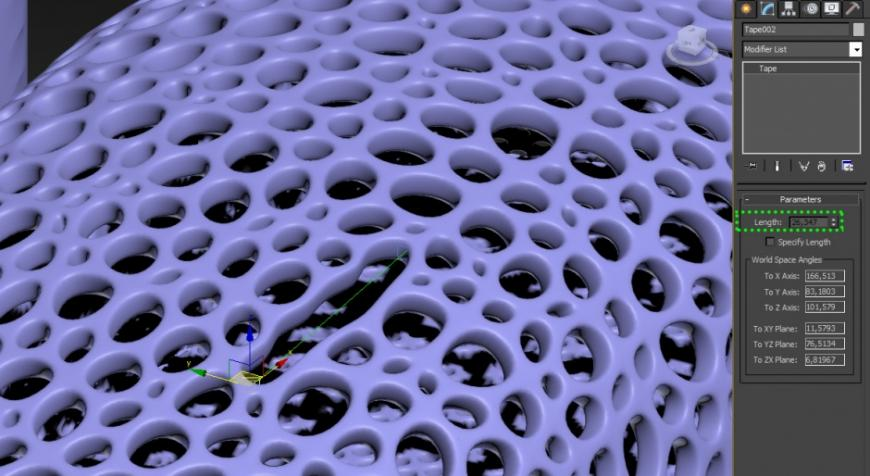 Tape002
Modifier List
Tape
- Parameters
Length:
Specify Length
World Space Angles
To X Axis: 166,513
To Y Axis: 83,1803
To Z Axis: 101,579
To XY Plane: 11,5793
To YZ Plane: 76,5134
To ZX Plane: 6,81967
Y